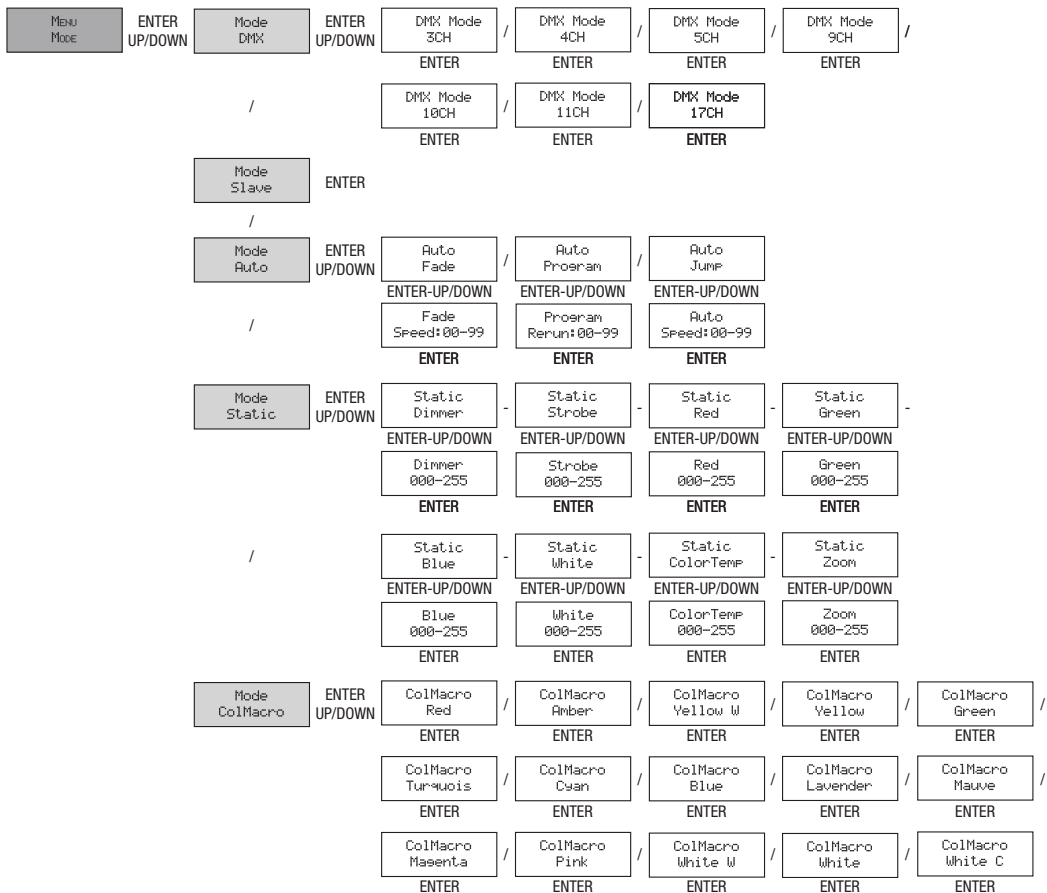 MENU MODE ENTER UP/DOWN Mode DMX ENTER UP/DOWN DMX Mode 3CH / DMX Mode 4CH / DMX Mode 5CH / DMX Mode 9CH /
ENTER ENTER ENTER ENTER
/ DMX Mode 10CH / DMX Mode 11CH / DMX Mode 17CH
ENTER ENTER ENTER
Mode Slave ENTER
/
Mode Auto ENTER UP/DOWN Auto Fade / Auto Program / Auto Jump
ENTER-UP/DOWN ENTER-UP/DOWN ENTER-UP/DOWN
/ Fade Speed:00-99 Program Rerun:00-99 Auto Speed:00-99
ENTER ENTER ENTER
Mode Static ENTER UP/DOWN Static Dimmer - Static Strobe - Static Red - Static Green -
ENTER-UP/DOWN ENTER-UP/DOWN ENTER-UP/DOWN ENTER-UP/DOWN
Dimmer 000-255 Strobe 000-255 Red 000-255 Green 000-255
ENTER ENTER ENTER ENTER
/ Static Blue - Static White - Static ColorTemp - Static Zoom
ENTER-UP/DOWN ENTER-UP/DOWN ENTER-UP/DOWN ENTER-UP/DOWN
Blue 000-255 White 000-255 ColorTemp 000-255 Zoom 000-255
ENTER ENTER ENTER ENTER
Mode ColMacro ENTER UP/DOWN ColMacro Red / ColMacro Amber / ColMacro Yellow W / ColMacro Yellow / ColMacro Green /
ENTER ENTER ENTER ENTER ENTER
ColMacro Turquois / ColMacro Cyan / ColMacro Blue / ColMacro Lavender / ColMacro Mauve /
ENTER ENTER ENTER ENTER ENTER
ColMacro Magenta / ColMacro Pink / ColMacro White W / ColMacro White / ColMacro White C
ENTER ENTER ENTER ENTER ENTER